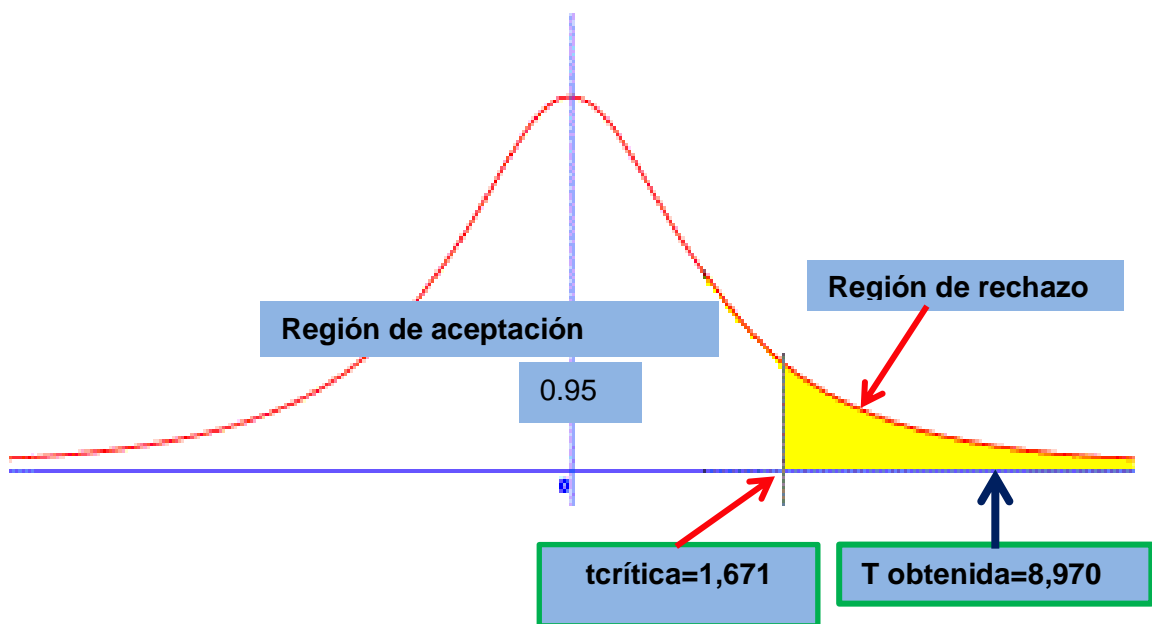 Región de rechazo
Región de aceptación
0.95
0
tcrítica=1,671
T obtenida=8,970